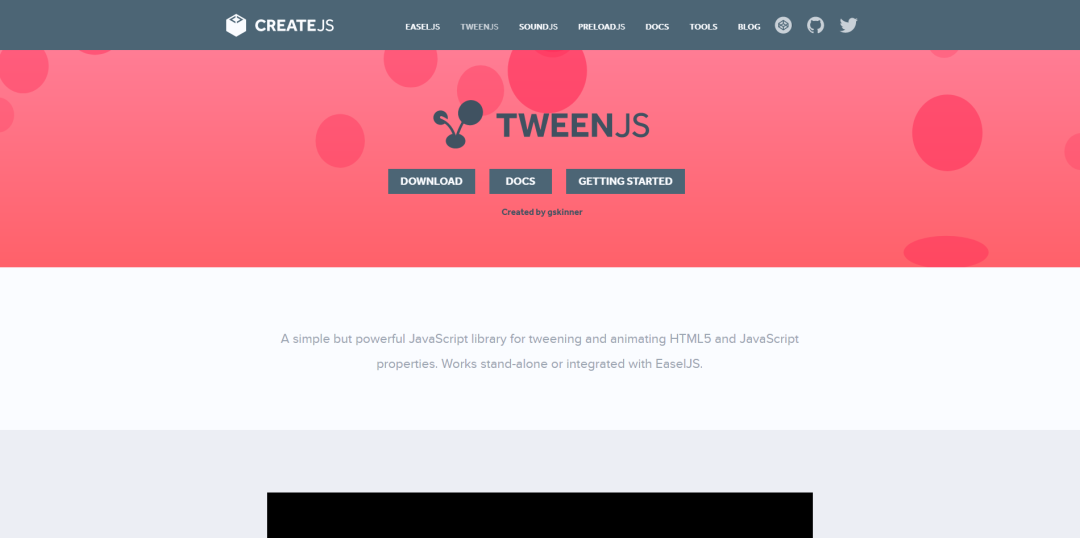 CREATEJS
EASELJS TWEENJS SOUNDJS PRELOADJS DOCS TOOLS BLOG
TWEENJS
DOWNLOAD DOCS GETTING STARTED
Created by gskinner
A simple but powerful JavaScript library for tweening and animating HTML5 and JavaScript
properties. Works stand-alone or integrated with EaselJS.